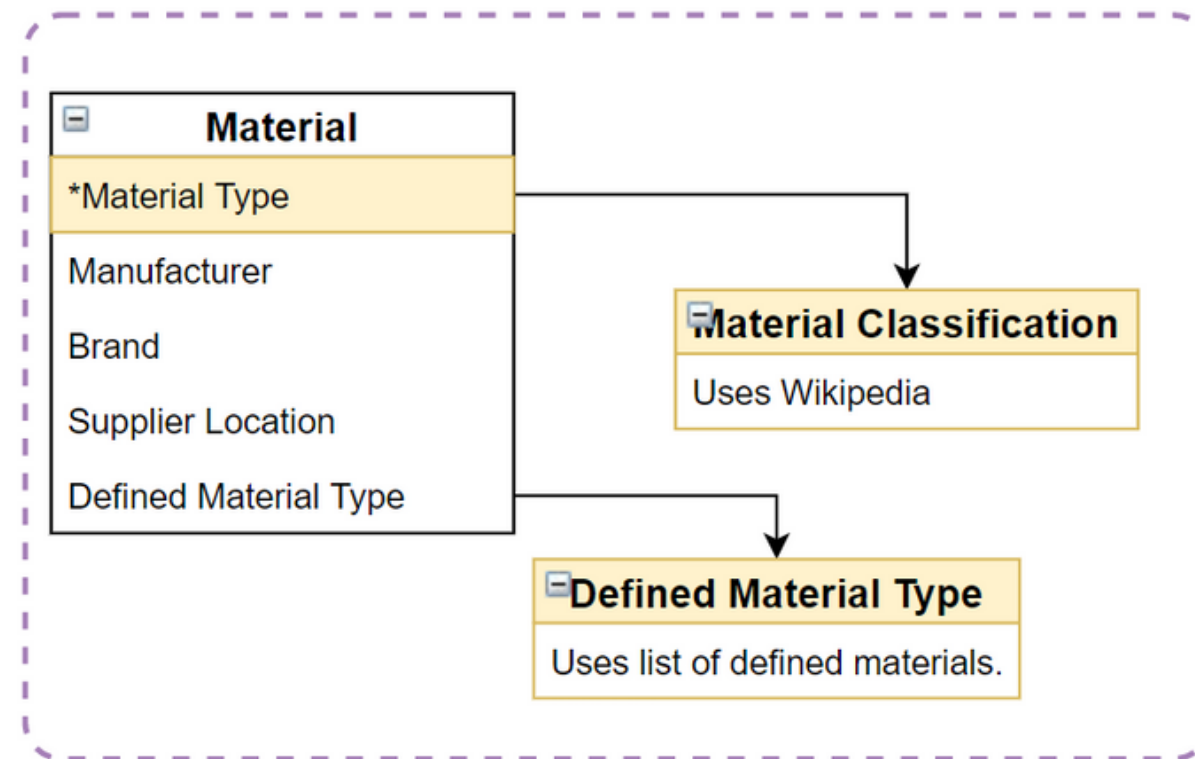 Material
*Material Type
Manufacturer
Brand
Supplier Location
Defined Material Type
Material Classification
Uses Wikipedia
Defined Material Type
Uses list of defined materials.